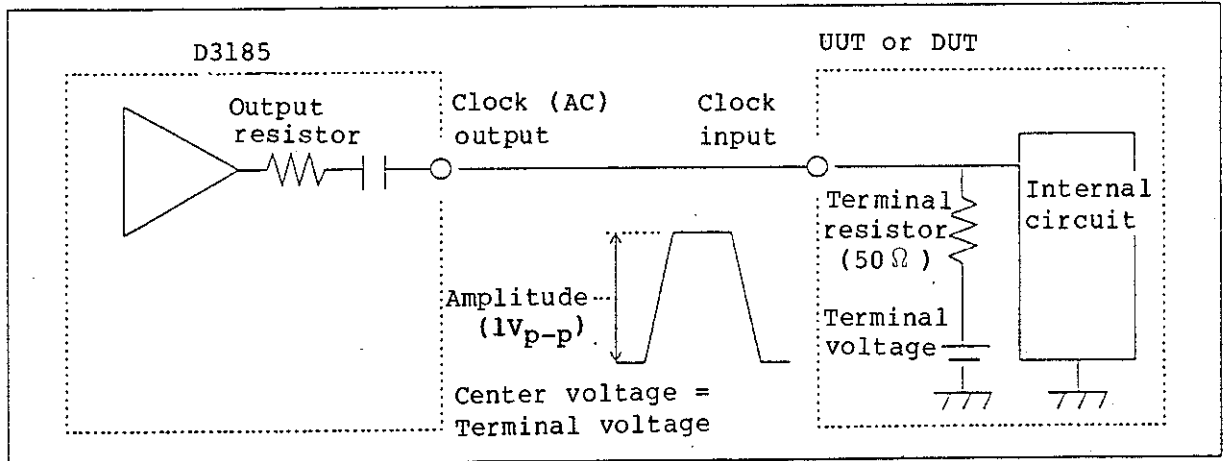 D3185
UUT or DUT
Output
resistor
Clock (AC)
output
Clock
input
Terminal
resistor
(50Ω)
Internal
circuit
Amplitude
(1Vp-p)
Terminal
voltage
Center voltage =
Terminal voltage